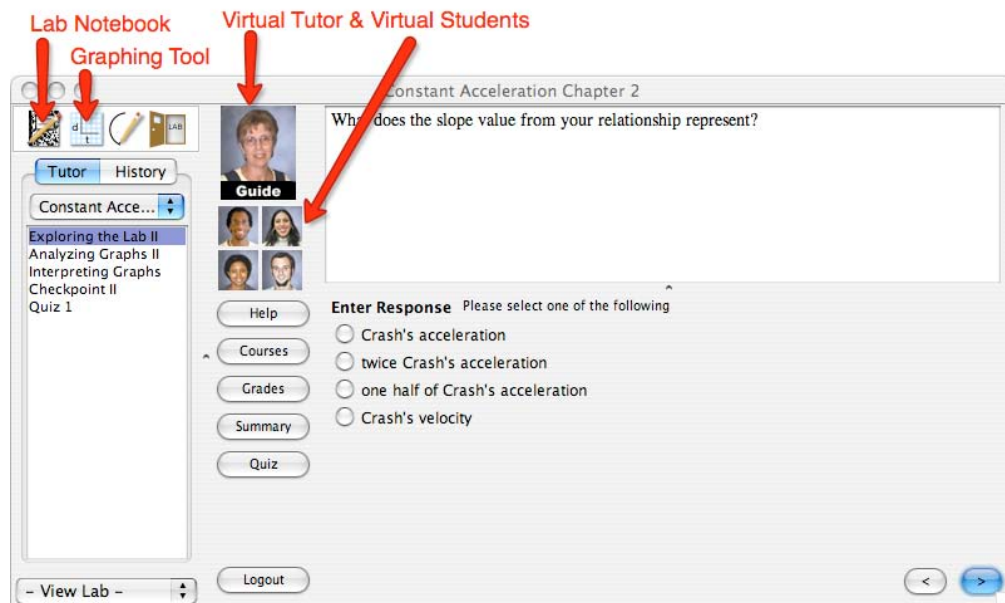 Lab Notebook
Virtual Tutor & Virtual Students
Graphing Tool
Constant Acceleration Chapter 2
d
t
LAB
Guide
Tutor
History
Constant Acce...
Exploring the Lab II
Analyzing Graphs II
Interpreting Graphs
Checkpoint II
Quiz 1
Help
Courses
Grades
Summary
Quiz
Logout
– View Lab –
What does the slope value from your relationship represent?
Enter Response Please select one of the following
Crash's acceleration
twice Crash's acceleration
one half of Crash's acceleration
Crash's velocity
<
>